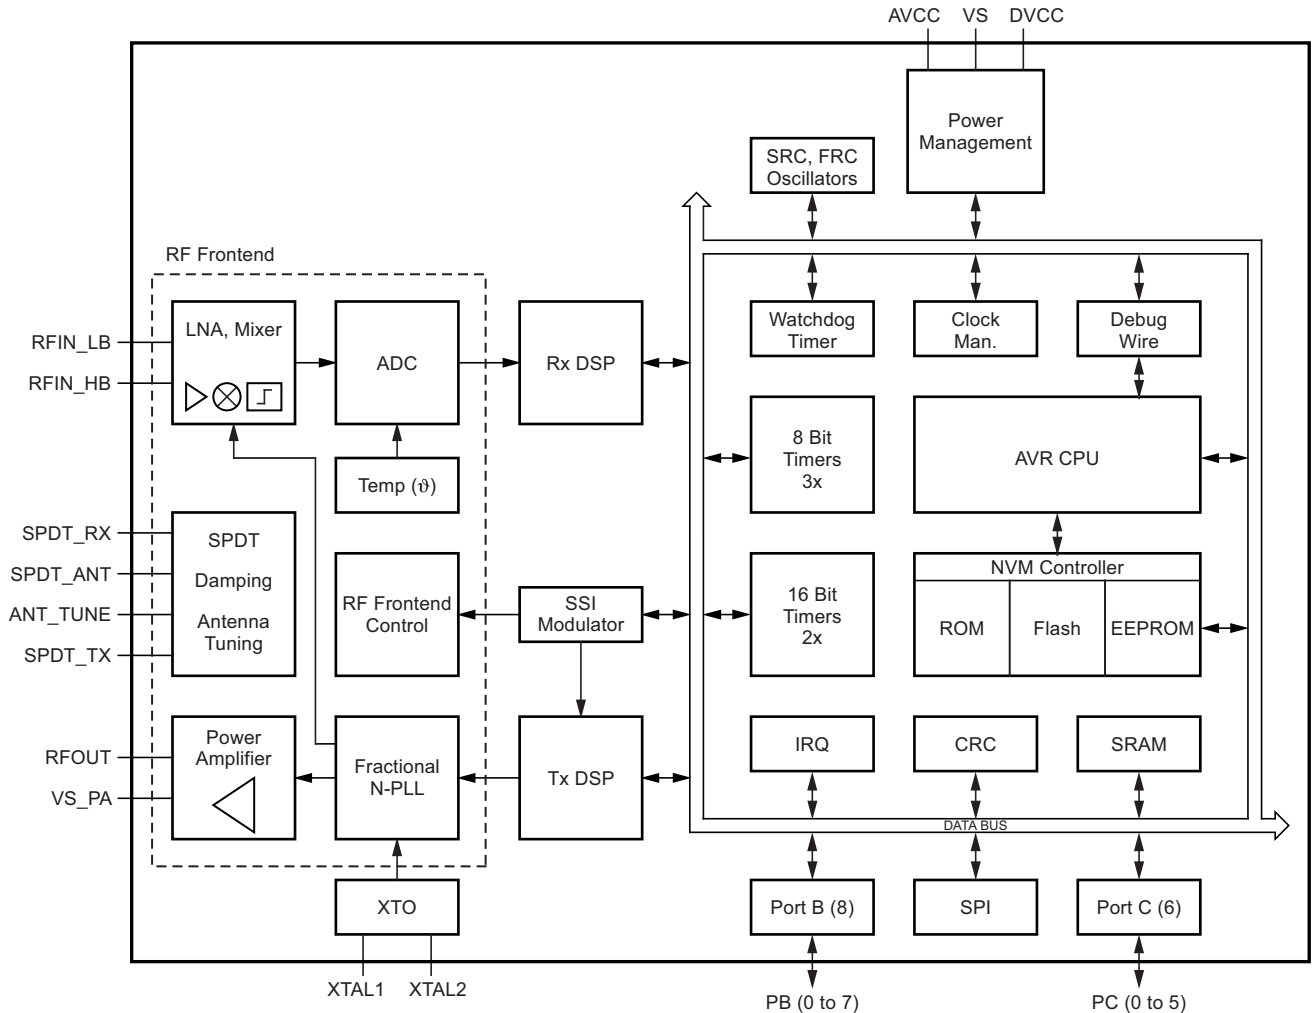 AVCC VS DVCC
Power
Management
SRC, FRC
Oscillators
RF Frontend
LNA, Mixer
ADC
Rx DSP
Watchdog
Timer
Clock
Man.
Debug
Wire
RFIN_LB
RFIN_HB
Temp (ϑ)
8 Bit
Timers
3x
AVR CPU
SPDT_RX
SPDT_ANT
ANT_TUNE
SPDT_TX
SPDT
Damping
Antenna
Tuning
RF Frontend
Control
SSI
Modulator
16 Bit
Timers
2x
NVM Controller
ROM
Flash
EEPROM
RFOUT
VS_PA
Power
Amplifier
Fractional
N-PLL
Tx DSP
IRQ
CRC
SRAM
DATA BUS
XTO
Port B (8)
SPI
Port C (6)
XTAL1 XTAL2
PB (0 to 7)
PC (0 to 5)